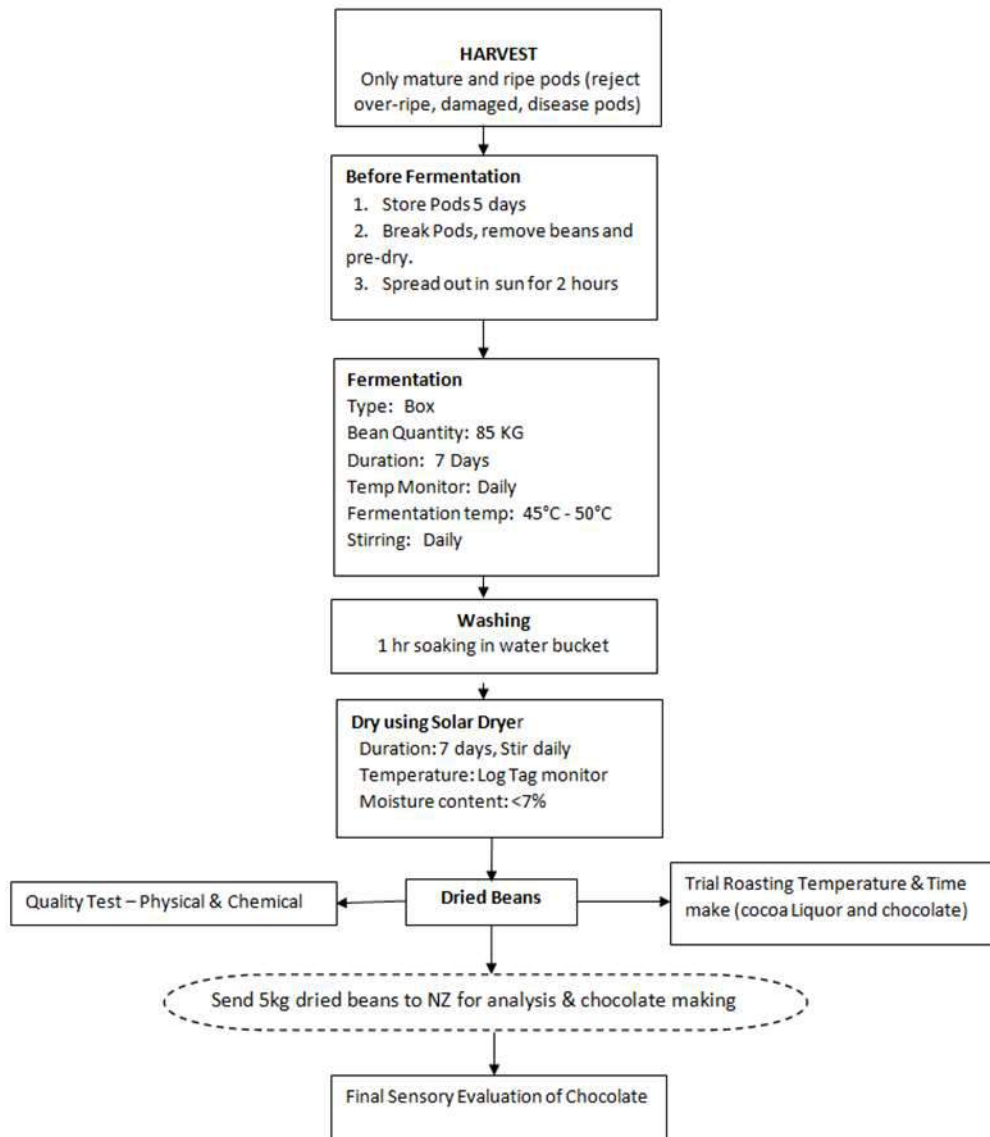 HARVEST
Only mature and ripe pods (reject
over-ripe, damaged, disease pods)
Before Fermentation
1. Store Pods 5 days
2. Break Pods, remove beans and
pre-dry.
3. Spread out in sun for 2 hours
Fermentation
Type: Box
Bean Quantity: 85 KG
Duration: 7 Days
Temp Monitor: Daily
Fermentation temp: 45°C - 50°C
Stirring: Daily
Washing
1 hr soaking in water bucket
Dry using Solar Dryer
Duration: 7 days, Stir daily
Temperature: Log Tag monitor
Moisture content: <7%
Quality Test – Physical & Chemical
Dried Beans
Trial Roasting Temperature & Time
make (cocoa Liquor and chocolate)
Send 5kg dried beans to NZ for analysis & chocolate making
Final Sensory Evaluation of Chocolate